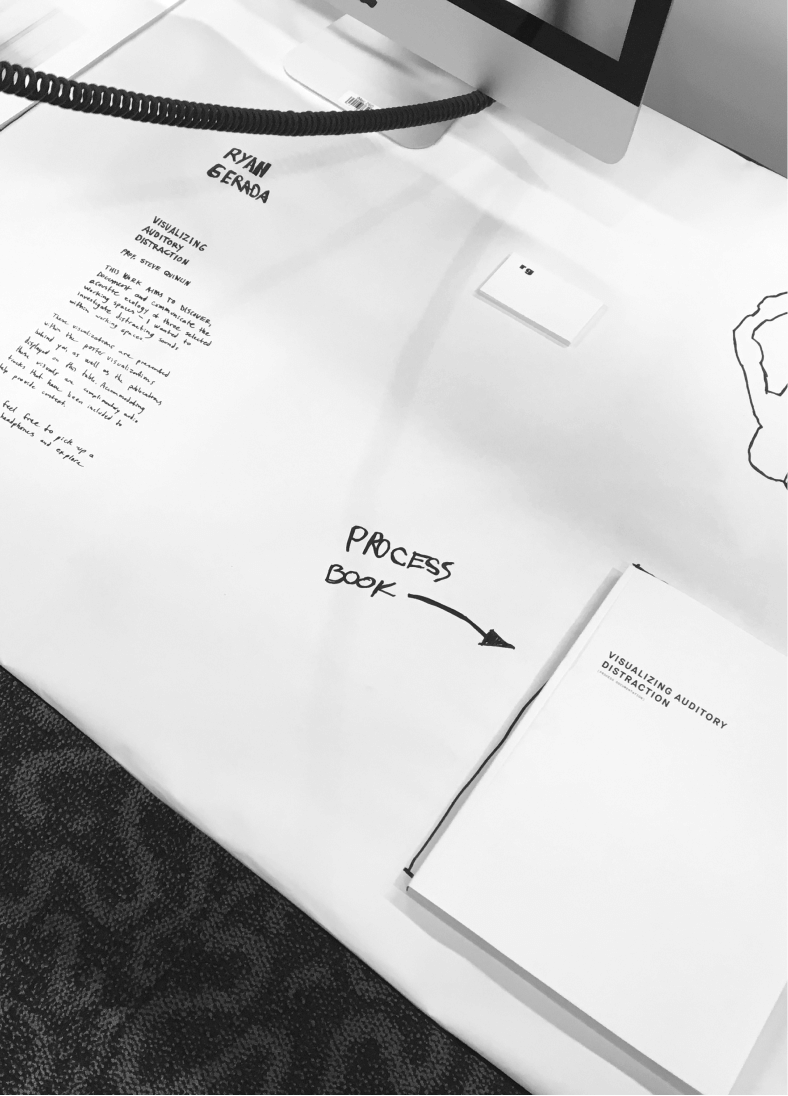 RYAN
GERADA
VISUALIZING
AUDITORY
DISTRACTION
PROF. STEVE QUINLIN
THIS WORK AIMS TO DISCOVER,
document and communicate the
acoustic ecology of three selected
working spaces – I wanted to
investigate distracting sounds
within working spaces
These visualizations are presented
within the poster visualizations
behind you, as well as the publications
displayed on this table. Accommodating
these visuals are complimentary audio
tracks that have been included to
help provide context.
feel free to pick up a
headphones and explore
rg
PROCESS
BOOK
VISUALIZING AUDITORY
DISTRACTION